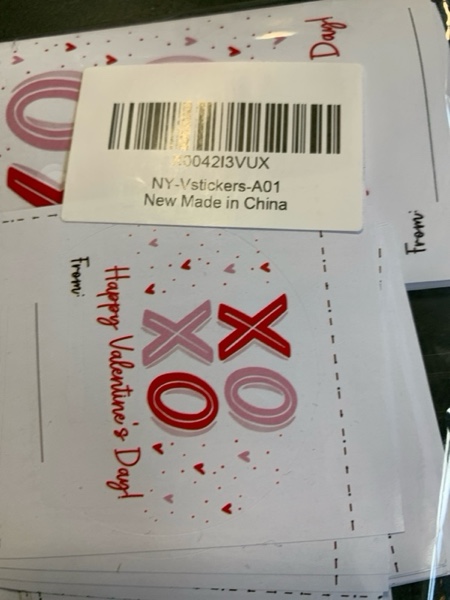 X0042I3VUX
NY-Vstickers-A01
New Made in China
Day!
From:
XO
XO
Happy Valentine's Day!
From: